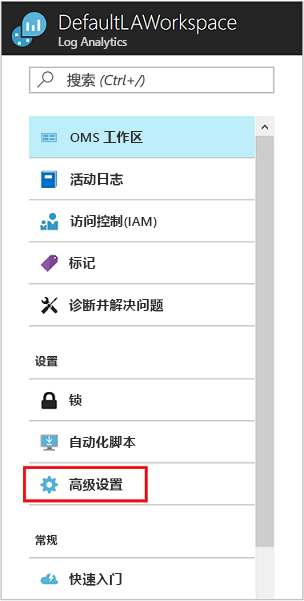 DefaultLAWorkspace
Log Analytics
搜索 (Ctrl+/)
OMS 工作区
活动日志
访问控制(IAM)
标记
诊断并解决问题
设置
锁
自动化脚本
高级设置
常规
快速入门